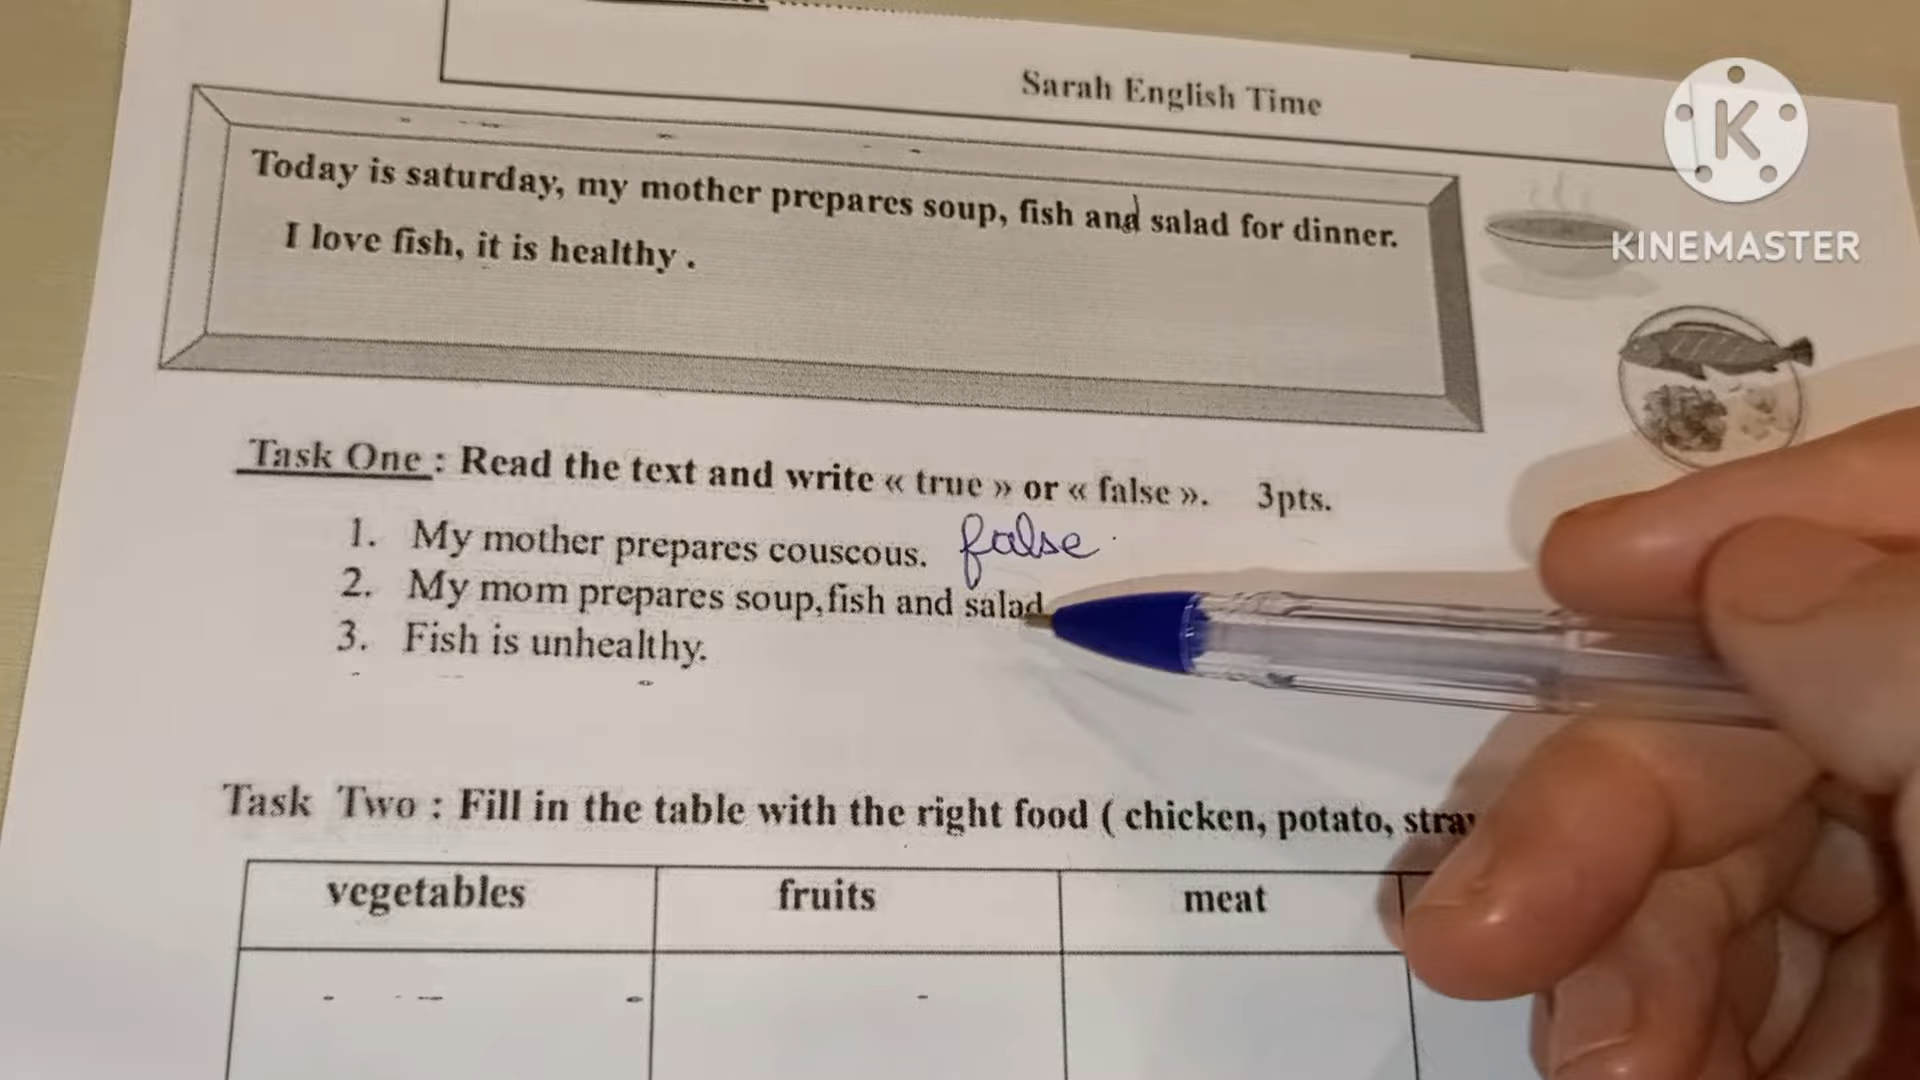 Sarah English Time
K
KINEMASTER
Today is saturday, my mother prepares soup, fish and salad for dinner.
I love fish, it is healthy .
Task One : Read the text and write « true » or « false ». 3pts.
1. My mother prepares couscous. false
2. My mom prepares soup,fish and salad
3. Fish is unhealthy.
Task Two : Fill in the table with the right food ( chicken, potato,
vegetables fruits meat